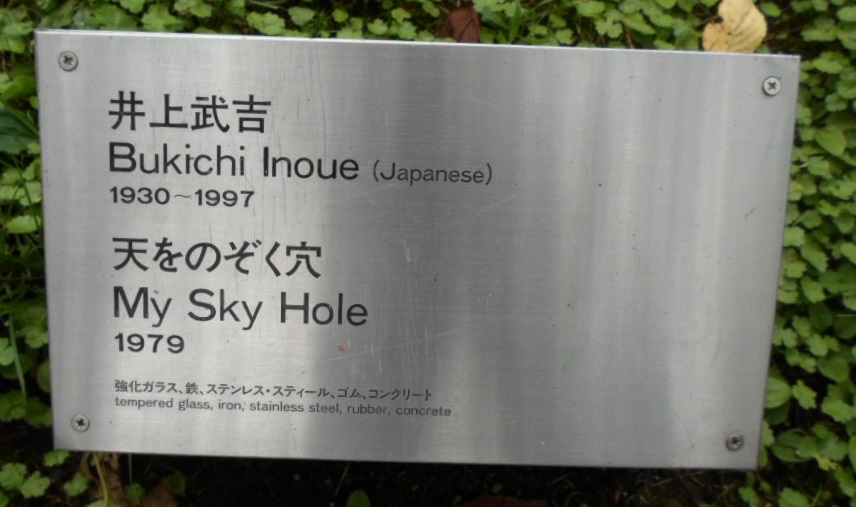 井上武吉
Bukichi Inoue (Japanese)
1930~1997
天をのぞく穴
My Sky Hole
1979
強化ガラス、鉄、ステンレス・スティール、ゴム、コンクリート
tempered glass, iron, stainless steel, rubber, concrete